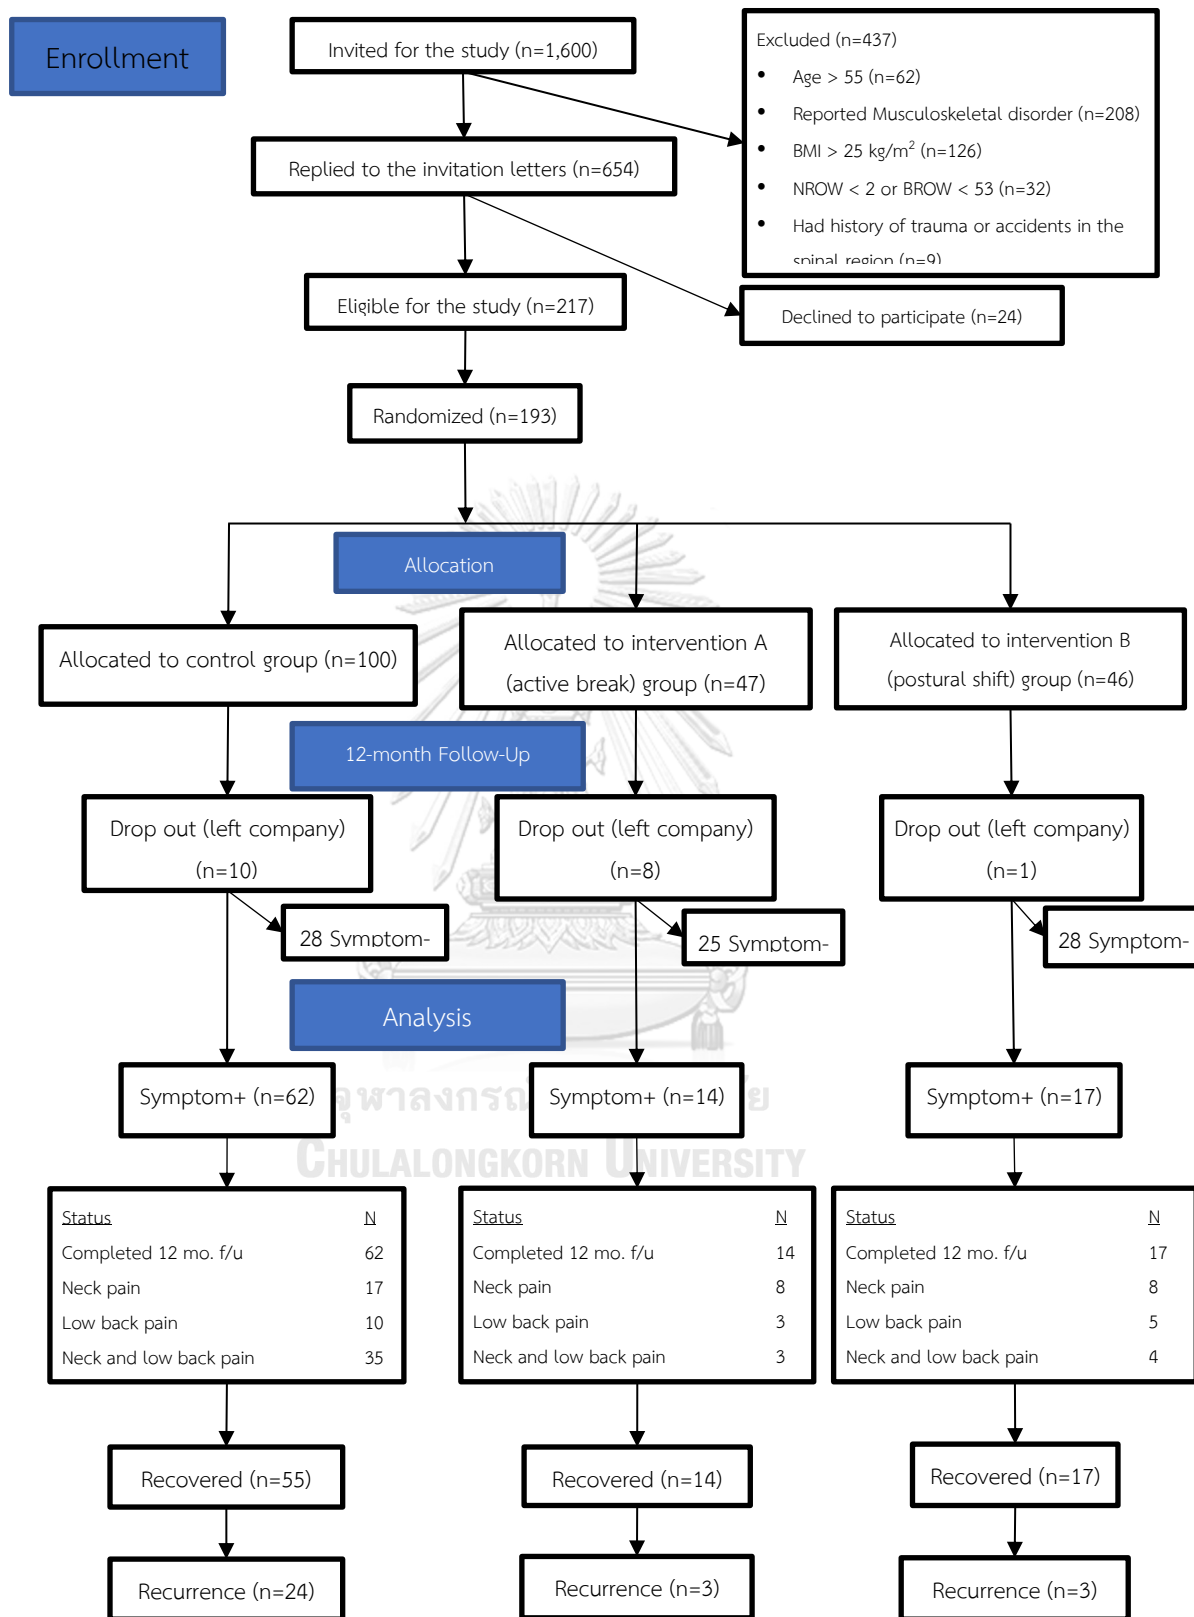 Enrollment
Invited for the study (n=1,600)
Excluded (n=437)
• Age > 55 (n=62)
• Reported Musculoskeletal disorder (n=208)
• BMI > 25 kg/m² (n=126)
• NROW < 2 or BROW < 53 (n=32)
• Had history of trauma or accidents in the
spinal region (n=9)
Replied to the invitation letters (n=654)
Eligible for the study (n=217)
Declined to participate (n=24)
Randomized (n=193)
Allocation
Allocated to control group (n=100)
Allocated to intervention A
(active break) group (n=47)
Allocated to intervention B
(postural shift) group (n=46)
12-month Follow-Up
Drop out (left company)
(n=10)
Drop out (left company)
(n=8)
Drop out (left company)
(n=1)
28 Symptom-
25 Symptom-
28 Symptom-
Analysis
Symptom+ (n=62)
Symptom+ (n=14)
Symptom+ (n=17)
CHULALONGKORN UNIVERSITY
Status N
Completed 12 mo. f/u 62
Neck pain 17
Low back pain 10
Neck and low back pain 35
Status N
Completed 12 mo. f/u 14
Neck pain 8
Low back pain 3
Neck and low back pain 3
Status N
Completed 12 mo. f/u 17
Neck pain 8
Low back pain 5
Neck and low back pain 4
Recovered (n=55)
Recovered (n=14)
Recovered (n=17)
Recurrence (n=24)
Recurrence (n=3)
Recurrence (n=3)